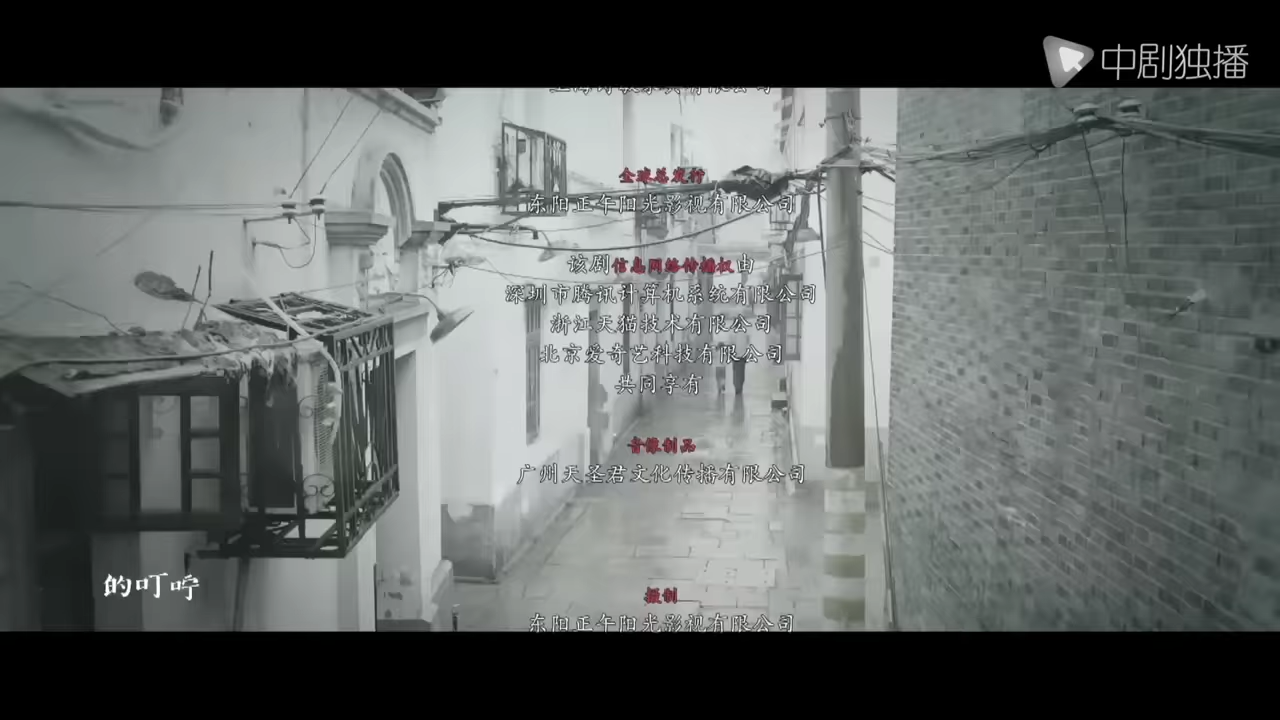 中剧独播
全球总发行
东阳正午阳光影视有限公司
该剧信息网络传播权由
深圳市腾讯计算机系统有限公司
浙江天猫技术有限公司
北京爱奇艺科技有限公司
共同享有
音像制品
广州天圣君文化传播有限公司
的叮咛
摄制
东阳正午阳光影视有限公司